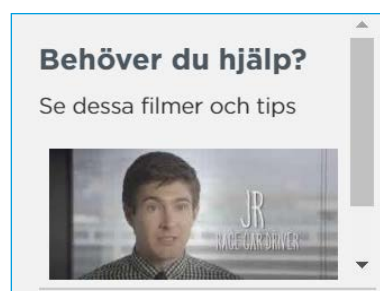 Behöver du hjälp?
Se dessa filmer och tips
JR
RACE CAR DRIVER